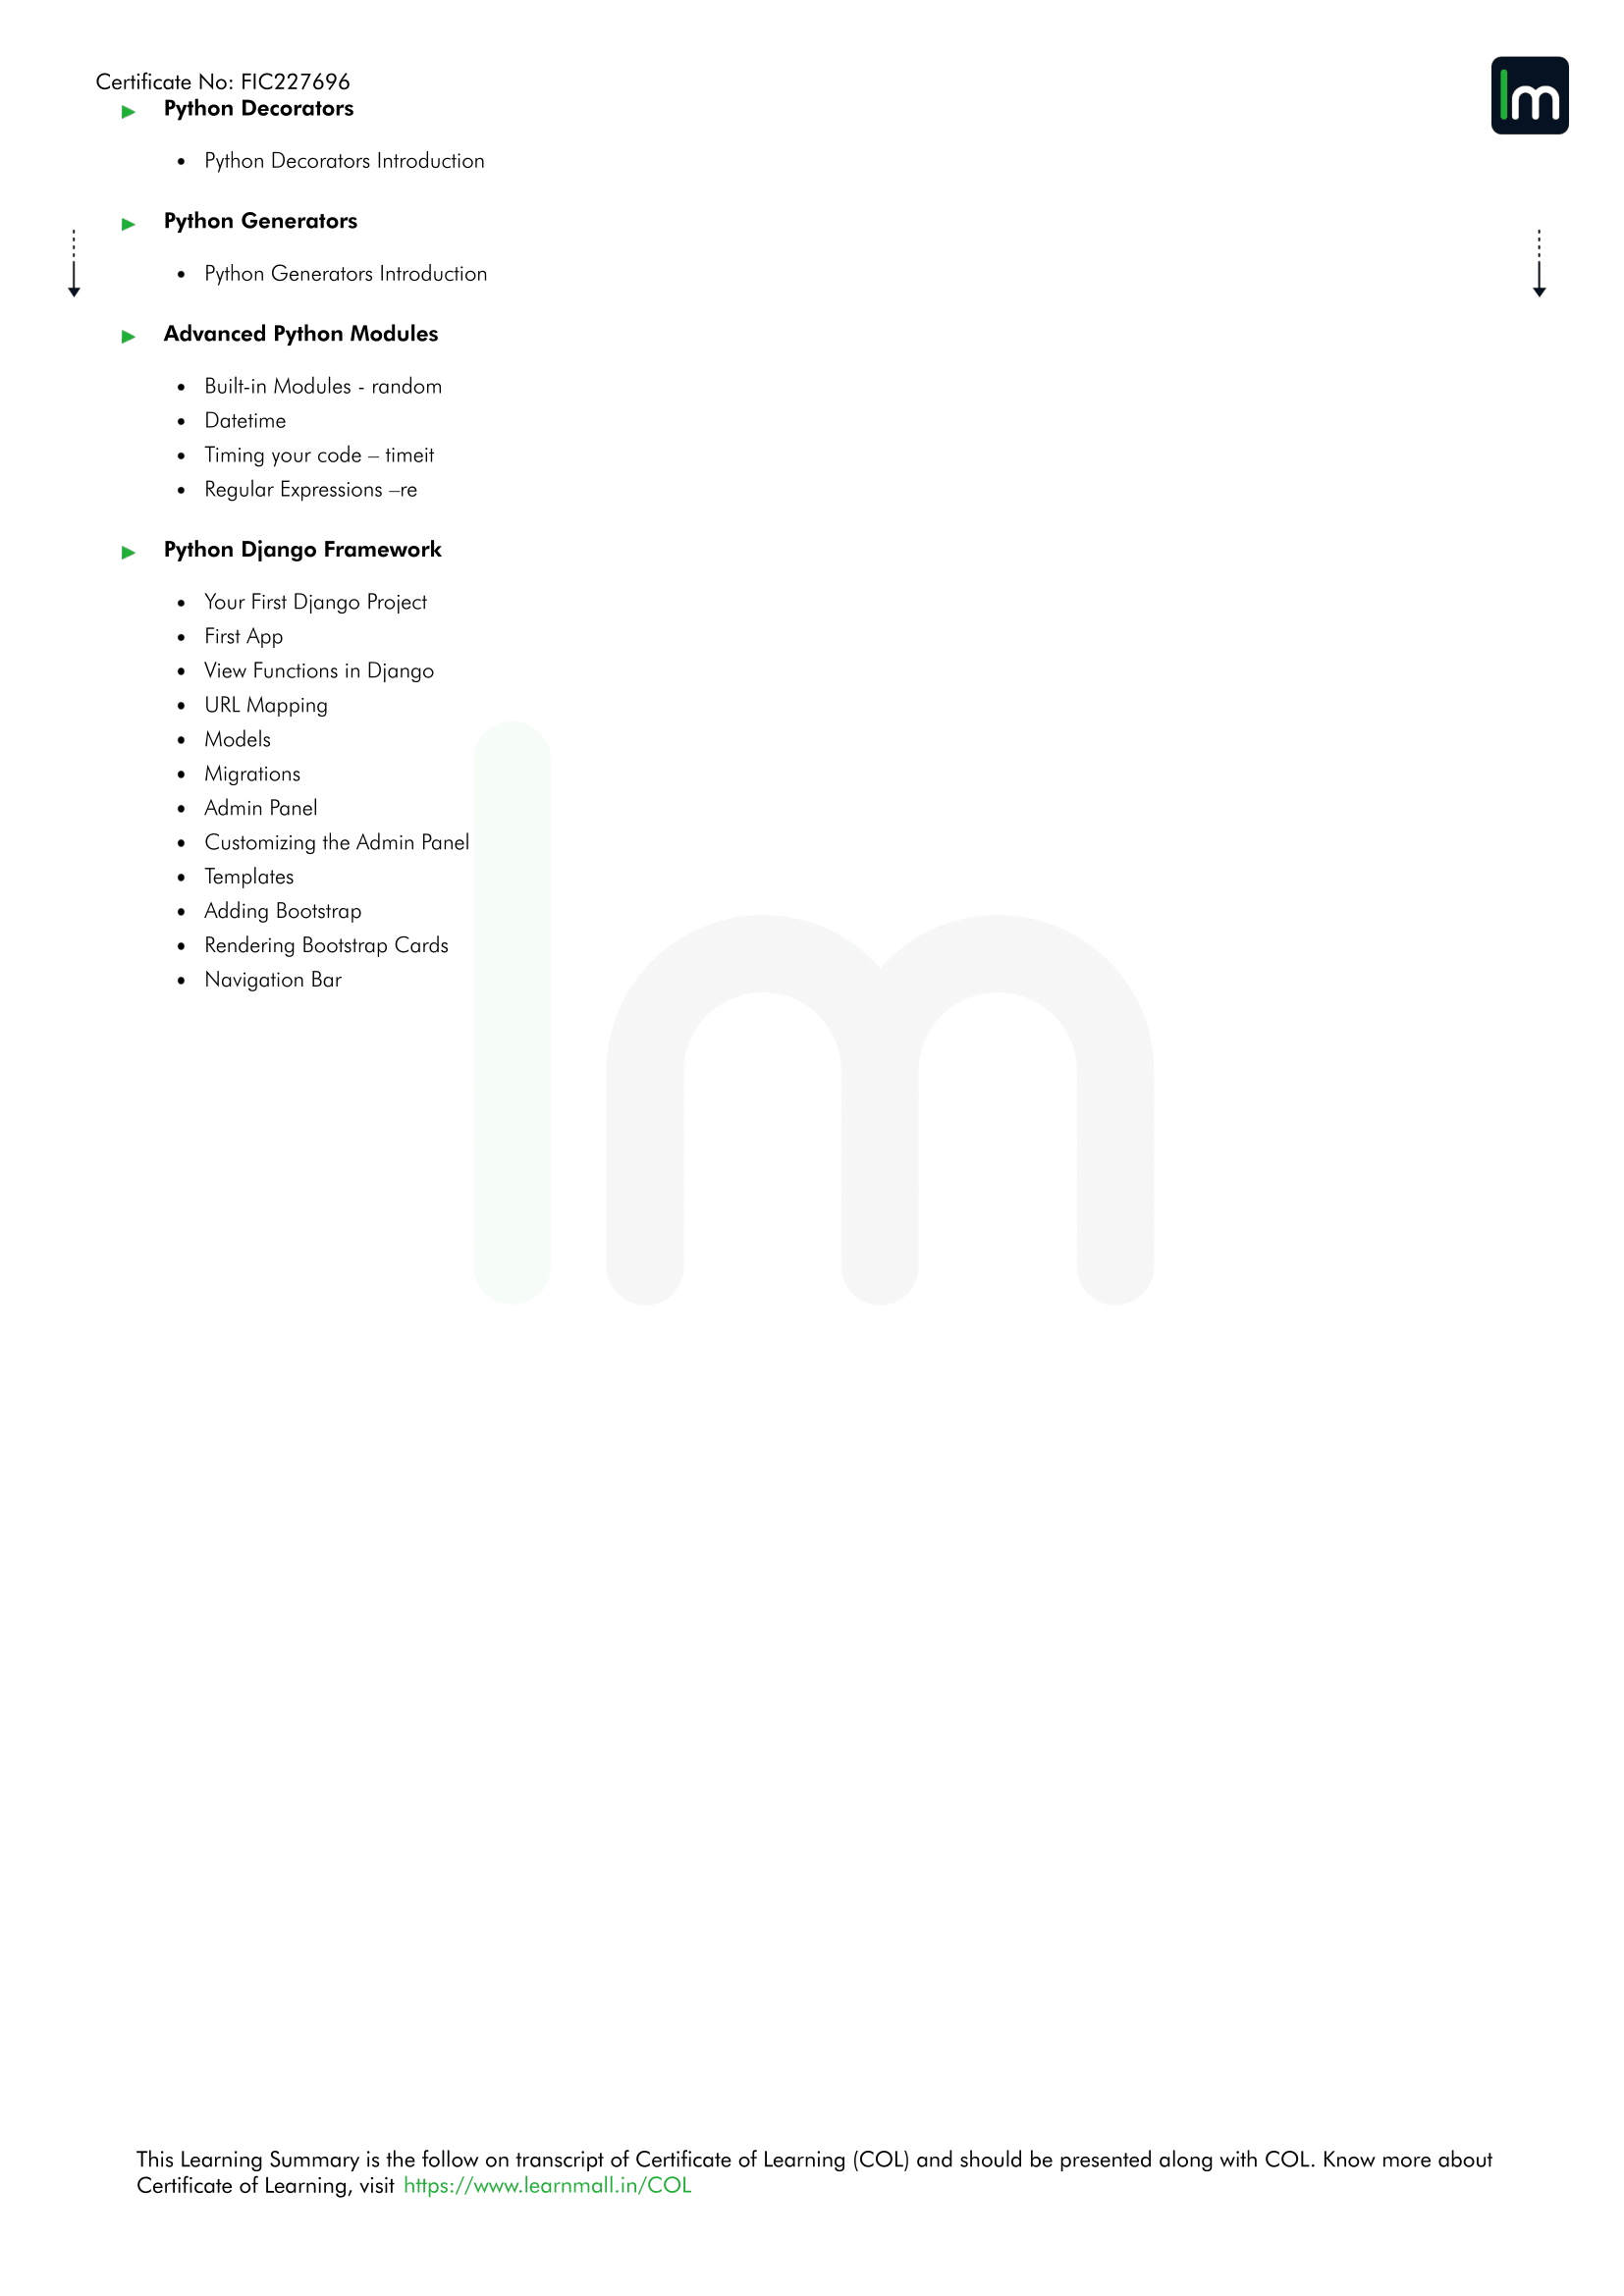 Certificate No: FIC227696
lm
Python Decorators
Python Decorators Introduction
Python Generators
Python Generators Introduction
Advanced Python Modules
Built-in Modules - random
Datetime
Timing your code – timeit
Regular Expressions –re
Python Django Framework
Your First Django Project
First App
View Functions in Django
URL Mapping
Models
Migrations
Admin Panel
Customizing the Admin Panel
Templates
Adding Bootstrap
Rendering Bootstrap Cards
Navigation Bar
lm
This Learning Summary is the follow on transcript of Certificate of Learning (COL) and should be presented along with COL. Know more about
Certificate of Learning, visit https://www.learnmall.in/COL